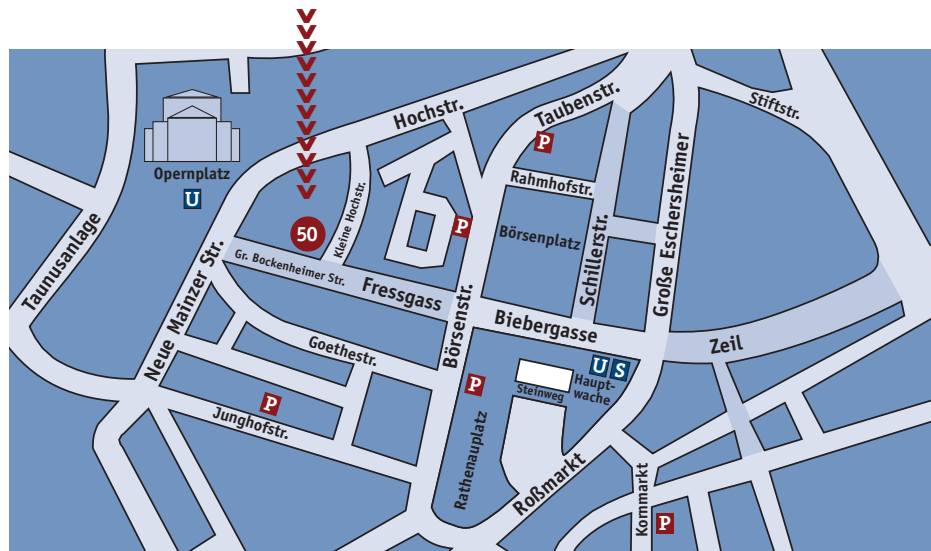 Hochstr.
Taubenstr.
Stiftstr.
P
Opernplatz
U
Rahmhofstr.
Kleine Hochstr.
50
P
Börsenplatz
Schillerstr.
Große Eschersheimer
Taunusanlage
Neue Mainzer Str.
Gr. Bockenheimer Str.
Fressgass
Börsenstr.
Biebergasse
Zeil
Goethestr.
U
S
Haupt-
wache
Steinweg
P
P
Junghofstr.
Rathenauplatz
Roßmarkt
Kornmarkt
P